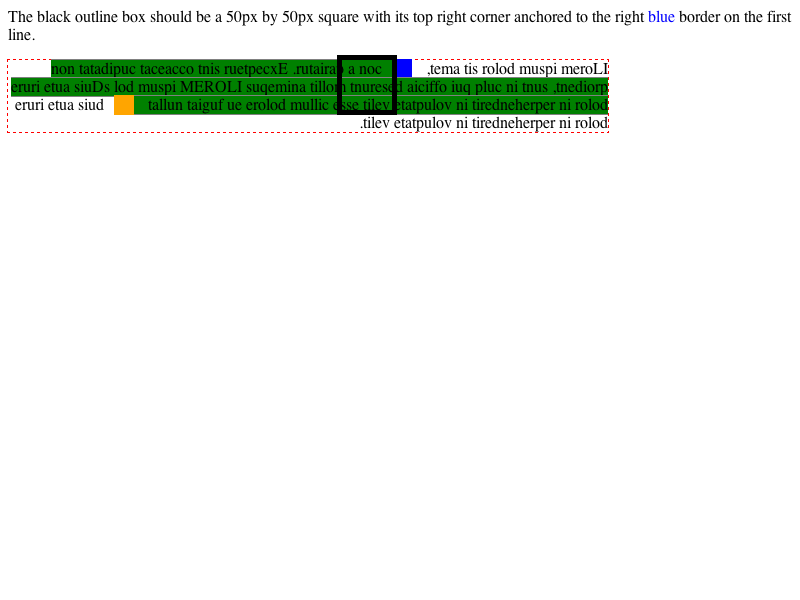 The black outline box should be a 50px by 50px square with its top right corner anchored to the right blue border on the first
line.
non tatadipuc taceacco tnis ruetpecxE .rutairap a noc ,tema tis rolod muspi meroLI
eruri etua siuDs lod muspi MEROLI suqemina tillom tnuresed aiciffo iuq pluc ni tnus ,tnediorp
eruri etua siud tallun taiguf ue erolod mullic esse tilev etatpulov ni tiredneherper ni rolod
.tilev etatpulov ni tiredneherper ni rolod